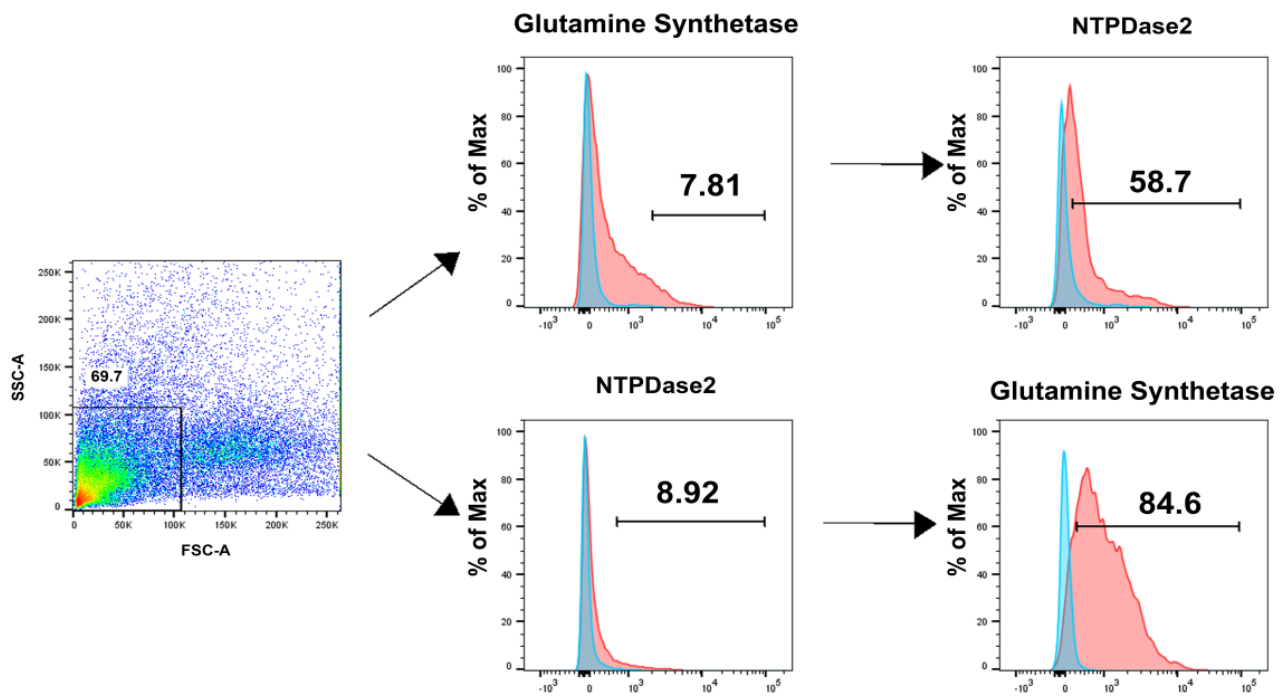 Glutamine Synthetase
NTPDase2
% of Max
100
80
60
40
20
0
7.81
-10³ 0 10³ 10⁴ 10⁵
% of Max
100
80
60
40
20
0
58.7
-10³ 0 10³ 10⁴ 10⁵
SSC-A
250K
200K
150K
100K
50K
0
69.7
0 50K 100K 150K 200K 250K
FSC-A
NTPDase2
Glutamine Synthetase
% of Max
100
80
60
40
20
0
8.92
-10³ 0 10³ 10⁴ 10⁵
% of Max
100
80
60
40
20
0
84.6
-10³ 0 10³ 10⁴ 10⁵